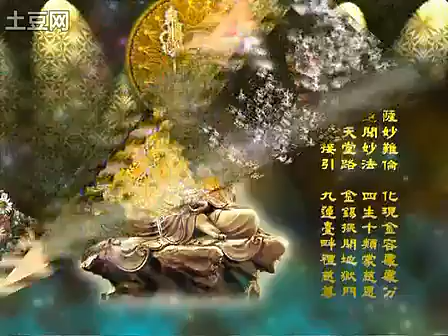 土豆网
薩妙難倫 化現金容處處分
聞妙法 四生十類蒙慈恩
天堂路 金錫振開地獄門
接引 九蓮臺畔禮慈尊